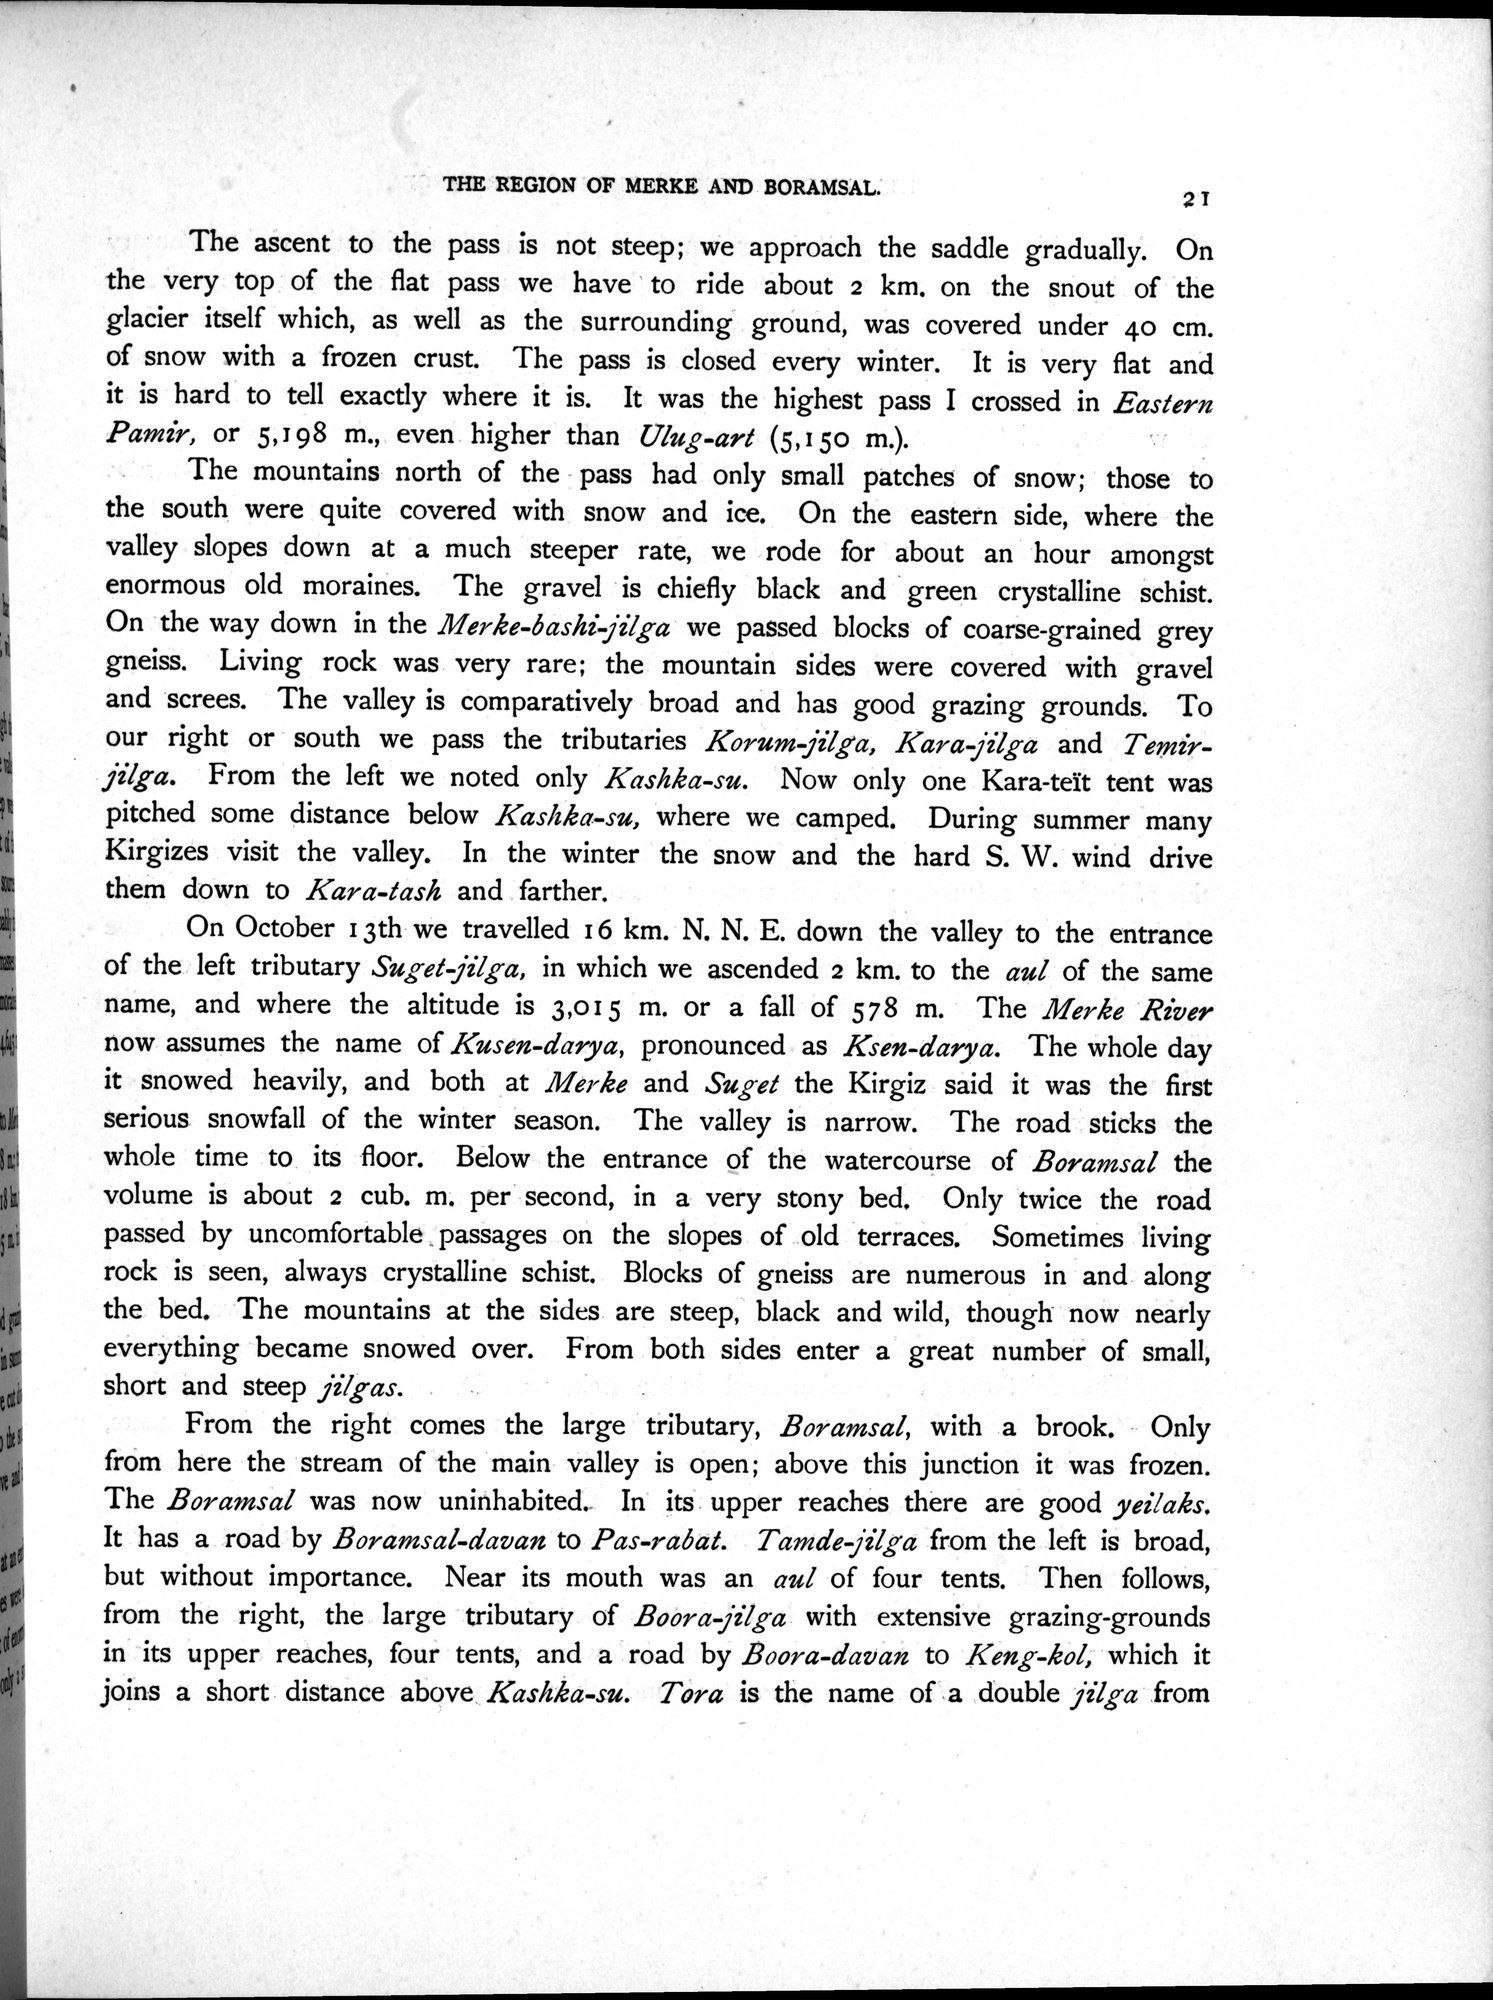 THE REGION OF MERKE AND BORAMSAL.
21
The ascent to the pass is not steep; we approach the saddle gradually. On
the very top of the flat pass we have to ride about 2 km. on the snout of the
glacier itself which, as well as the surrounding ground, was covered under 40 cm.
of snow with a frozen crust. The pass is closed every winter. It is very flat and
it is hard to tell exactly where it is. It was the highest pass I crossed in Eastern
Pamir, or 5,198 m., even higher than Ulug-art (5,150 m.).
The mountains north of the pass had only small patches of snow; those to
the south were quite covered with snow and ice. On the eastern side, where the
valley slopes down at a much steeper rate, we rode for about an hour amongst
enormous old moraines. The gravel is chiefly black and green crystalline schist.
On the way down in the Merke-bashi-jilga we passed blocks of coarse-grained grey
gneiss. Living rock was very rare; the mountain sides were covered with gravel
and screes. The valley is comparatively broad and has good grazing grounds. To
our right or south we pass the tributaries Korum-jilga, Kara-jilga and Temir-
jilga. From the left we noted only Kashka-su. Now only one Kara-teït tent was
pitched some distance below Kashka-su, where we camped. During summer many
Kirgizes visit the valley. In the winter the snow and the hard S. W. wind drive
them down to Kara-tash and farther.
On October 13th we travelled 16 km. N. N. E. down the valley to the entrance
of the left tributary Suget-jilga, in which we ascended 2 km. to the aul of the same
name, and where the altitude is 3,015 m. or a fall of 578 m. The Merke River
now assumes the name of Kusen-darya, pronounced as Ksen-darya. The whole day
it snowed heavily, and both at Merke and Suget the Kirgiz said it was the first
serious snowfall of the winter season. The valley is narrow. The road sticks the
whole time to its floor. Below the entrance of the watercourse of Boramsal the
volume is about 2 cub. m. per second, in a very stony bed. Only twice the road
passed by uncomfortable passages on the slopes of old terraces. Sometimes living
rock is seen, always crystalline schist. Blocks of gneiss are numerous in and along
the bed. The mountains at the sides are steep, black and wild, though now nearly
everything became snowed over. From both sides enter a great number of small,
short and steep jilgas.
From the right comes the large tributary, Boramsal, with a brook. Only
from here the stream of the main valley is open; above this junction it was frozen.
The Boramsal was now uninhabited. In its upper reaches there are good yeilaks.
It has a road by Boramsal-davan to Pas-rabat. Tamde-jilga from the left is broad,
but without importance. Near its mouth was an aul of four tents. Then follows,
from the right, the large tributary of Boora-jilga with extensive grazing-grounds
in its upper reaches, four tents, and a road by Boora-davan to Keng-kol, which it
joins a short distance above Kashka-su. Tora is the name of a double jilga from